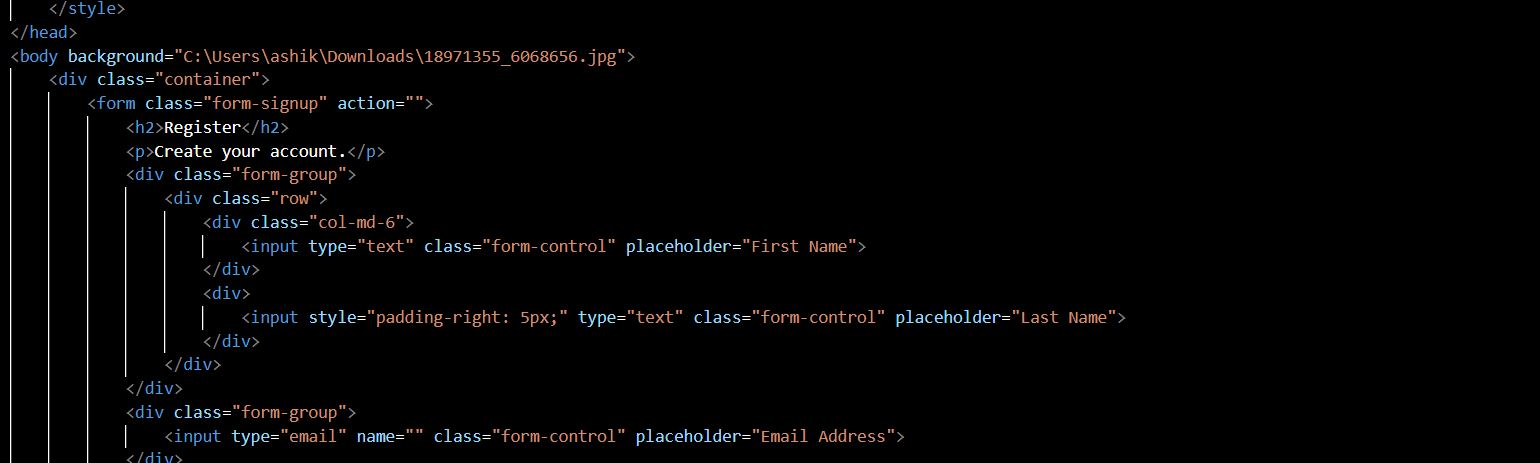 </style>
</head>
<body background="C:\Users\ashik\Downloads\18971355_6068656.jpg">
<div class="container">
<form class="form-signup" action="">
<h2>Register</h2>
<p>Create your account.</p>
<div class="form-group">
<div class="row">
<div class="col-md-6">
<input type="text" class="form-control" placeholder="First Name">
</div>
<div>
<input style="padding-right: 5px;" type="text" class="form-control" placeholder="Last Name">
</div>
</div>
</div>
<div class="form-group">
<input type="email" name="" class="form-control" placeholder="Email Address">
</div>